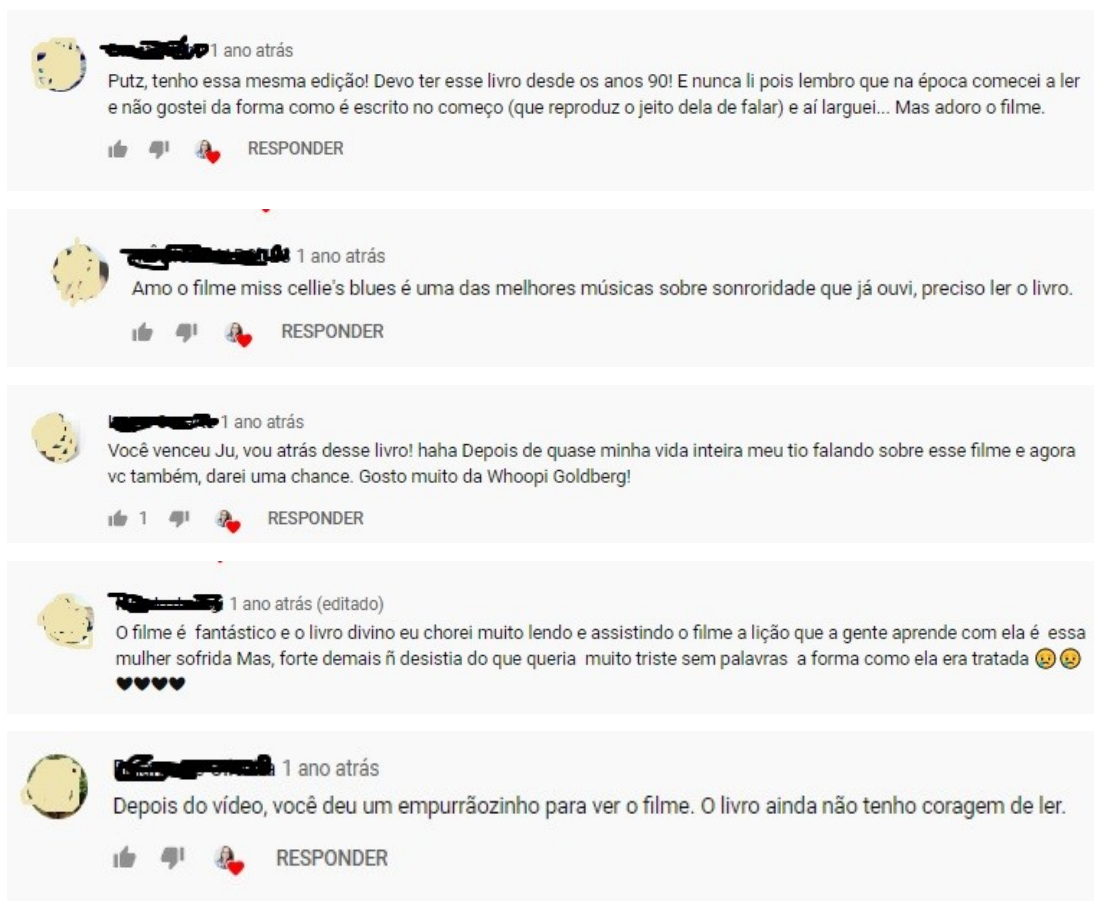 1 ano atrás
Putz, tenho essa mesma edição! Devo ter esse livro desde os anos 90! E nunca li pois lembro que na época comecei a ler
e não gostei da forma como é escrito no começo (que reproduz o jeito dela de falar) e aí larguei... Mas adoro o filme.
RESPONDER
1 ano atrás
Amo o filme miss cellie's blues é uma das melhores músicas sobre sonroridade que já ouvi, preciso ler o livro.
RESPONDER
1 ano atrás
Você venceu Ju, vou atrás desse livro! haha Depois de quase minha vida inteira meu tio falando sobre esse filme e agora
vc também, darei uma chance. Gosto muito da Whoopi Goldberg!
1 RESPONDER
1 ano atrás (editado)
O filme é fantástico e o livro divino eu chorei muito lendo e assistindo o filme a lição que a gente aprende com ela é essa
mulher sofrida Mas, forte demais ñ desistia do que queria muito triste sem palavras a forma como ela era tratada 😥😥
♥♥♥♥
1 ano atrás
Depois do vídeo, você deu um empurrãozinho para ver o filme. O livro ainda não tenho coragem de ler.
RESPONDER